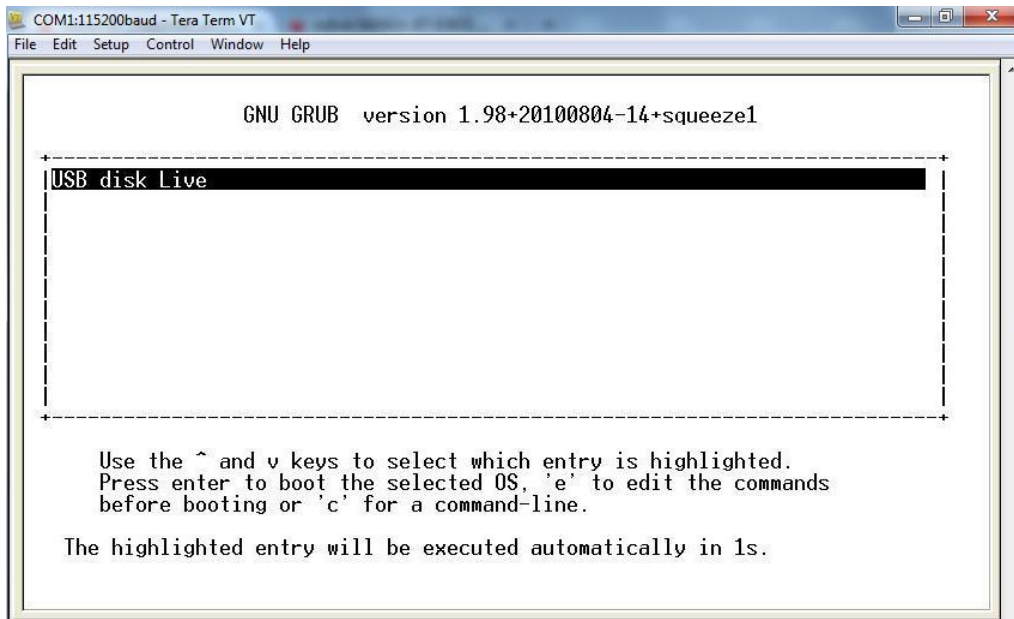 COM1:115200baud - Tera Term VT
File Edit Setup Control Window Help
GNU GRUB version 1.98+20100804-14+squeeze1
USB disk Live
Use the ^ and v keys to select which entry is highlighted.
Press enter to boot the selected OS, 'e' to edit the commands
before booting or 'c' for a command-line.
The highlighted entry will be executed automatically in 1s.